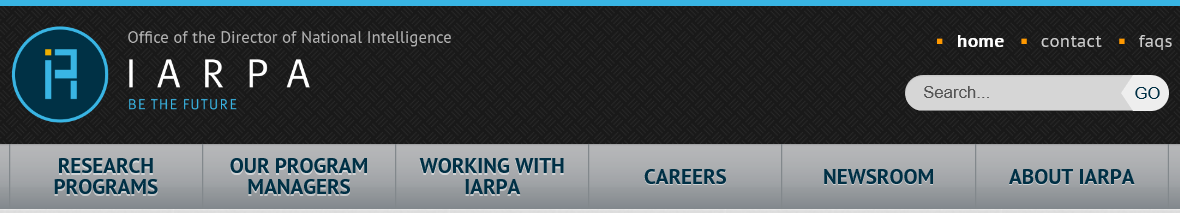 Office of the Director of National Intelligence
IARPA
BE THE FUTURE
home
contact
faqs
Search...
GO
RESEARCH
PROGRAMS
OUR PROGRAM
MANAGERS
WORKING WITH
IARPA
CAREERS
NEWSROOM
ABOUT IARPA